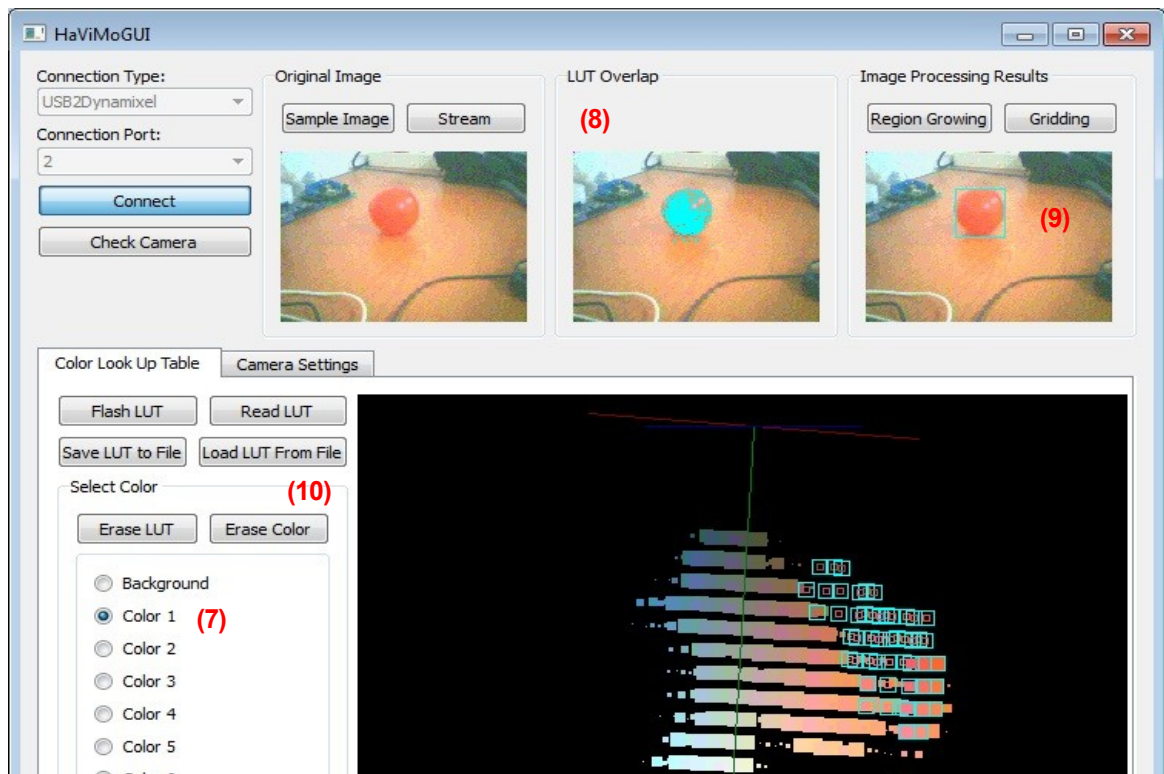 HaViMoGUI
Connection Type:
USB2Dynamixel
Connection Port:
2
Connect
Check Camera
Original Image
Sample Image
Stream
LUT Overlap
(8)
Image Processing Results
Region Growing
Gridding
(9)
Color Look Up Table
Camera Settings
Flash LUT
Read LUT
Save LUT to File
Load LUT From File
Select Color
(10)
Erase LUT
Erase Color
Background
Color 1
(7)
Color 2
Color 3
Color 4
Color 5